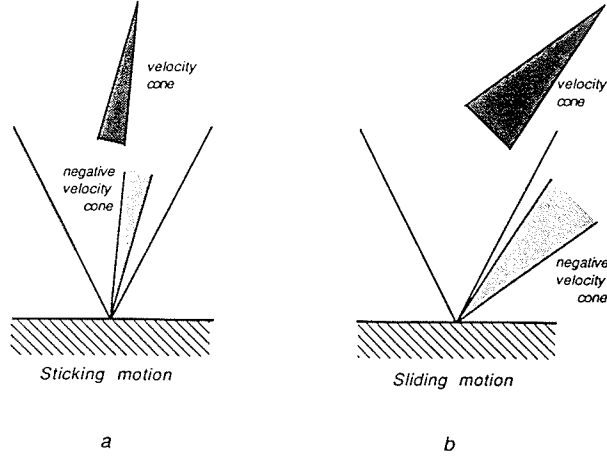 velocity
cone
negative
velocity
cone
Sticking motion
a
velocity
cone
negative
velocity
cone
Sliding motion
b